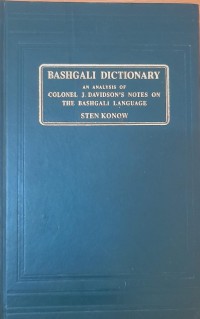 BASHGALI DICTIONARY
AN ANALYSIS OF
COLONEL J. DAVIDSON'S NOTES ON
THE BASHGALI LANGUAGE
STEN KONOW